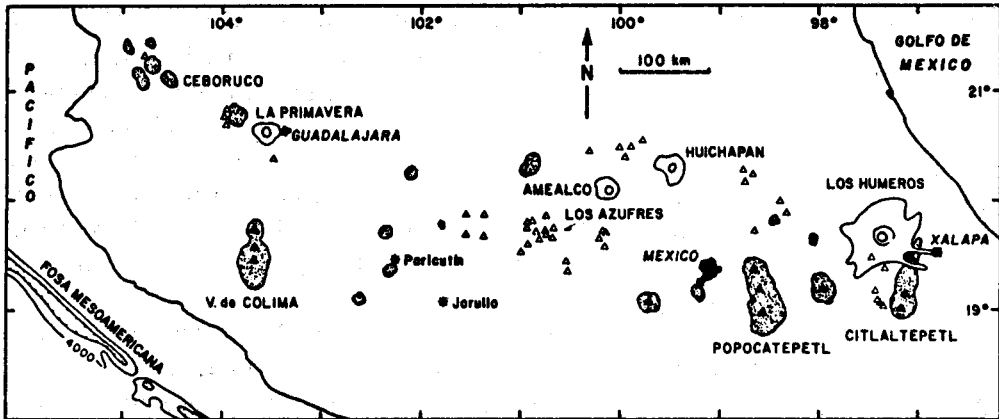 104°
102°
100°
98°
GOLFO DE
MEXICO
PACIFICO
N
100 km
CEBORUCO
21°
LA PRIMAVERA
GUADALAJARA
HUICHAPAN
AMEALCO
LOS HUMEROS
LOS AZUFRES
MEXICO
XALAPA
Paricutin
V. de COLIMA
Jorullo
19°
FOSA MESOAMERICANA
4000
POPOCATEPETL
CITLALTEPETL